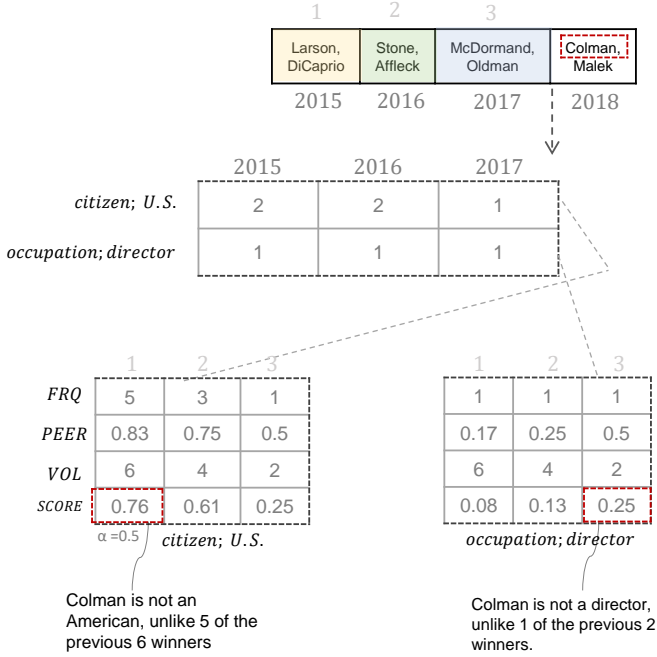 1 2 3
Larson, DiCaprio Stone, Affleck McDormand, Oldman Colman, Malek
2015 2016 2017 2018
2015 2016 2017
citizen; U.S. 2 2 1
occupation; director 1 1 1
1 2 3
FRQ 5 3 1
PEER 0.83 0.75 0.5
VOL 6 4 2
SCORE 0.76 0.61 0.25
α =0.5 citizen; U.S.
Colman is not an
American, unlike 5 of the
previous 6 winners
1 2 3
1 1 1
0.17 0.25 0.5
6 4 2
0.08 0.13 0.25
occupation; director
Colman is not a director,
unlike 1 of the previous 2
winners.